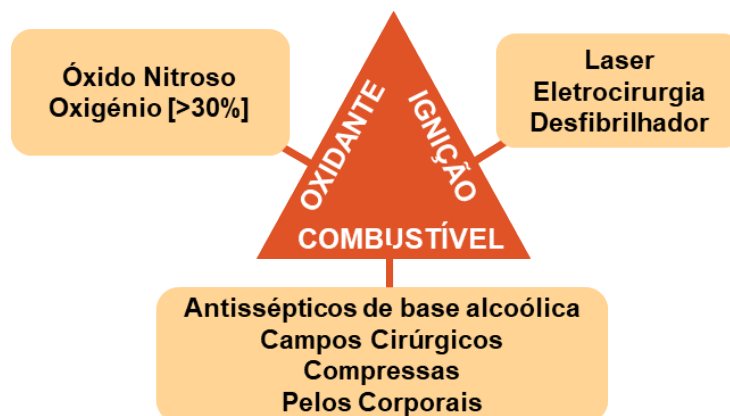 Óxido Nitroso
Oxigénio [>30%]
Laser
Eletrocirurgia
Desfibrilhador
OXIDANTE
IGNIÇÃO
COMBUSTÍVEL
Antissépticos de base alcoólica
Campos Cirúrgicos
Compressas
Pelos Corporais